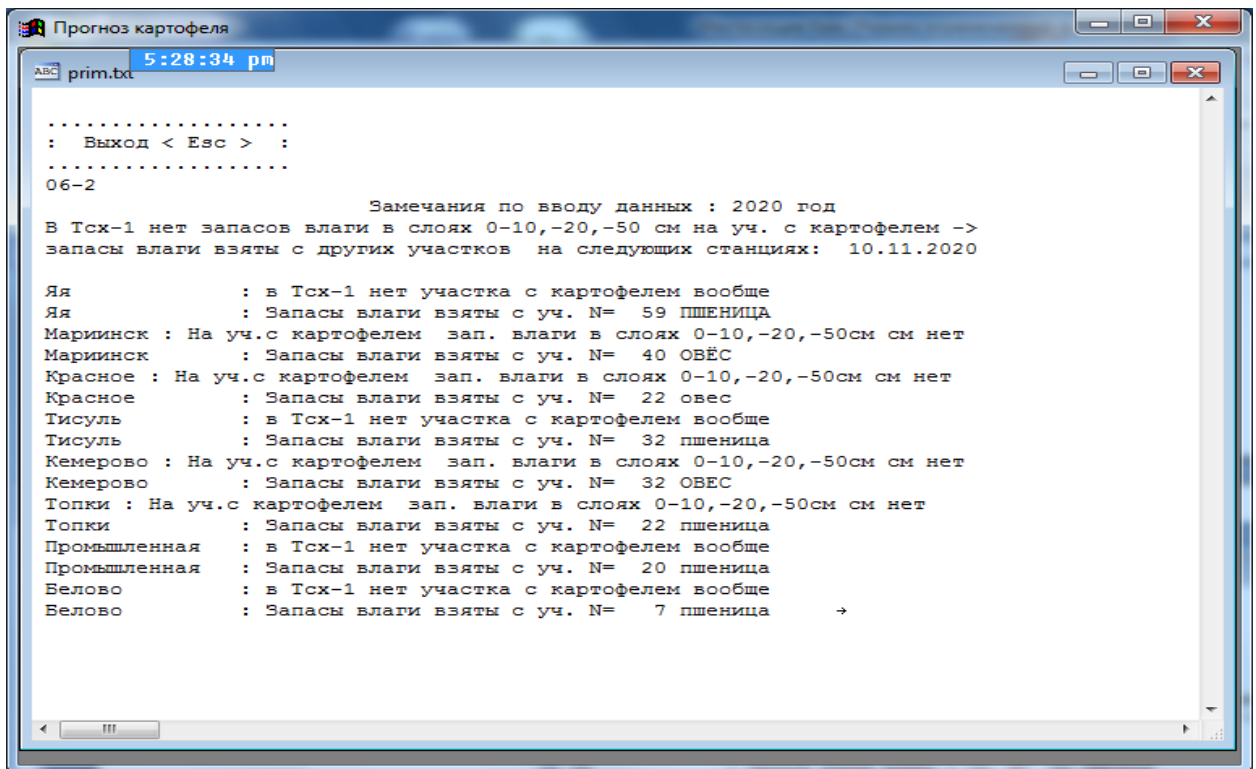 Прогноз картофеля
5:28:34 pm
ABC prim.txt
...................
: Выход < Esc > :
...................
06-2
Замечания по вводу данных : 2020 год
В Тсх-1 нет запасов влаги в слоях 0-10,-20,-50 см на уч. с картофелем ->
запасы влаги взяты с других участков на следующих станциях: 10.11.2020
Яя : в Тсх-1 нет участка с картофелем вообще
Яя : Запасы влаги взяты с уч. N= 59 ПШЕНИЦА
Мариинск : На уч.с картофелем зап. влаги в слоях 0-10,-20,-50см см нет
Мариинск : Запасы влаги взяты с уч. N= 40 ОВЁС
Красное : На уч.с картофелем зап. влаги в слоях 0-10,-20,-50см см нет
Красное : Запасы влаги взяты с уч. N= 22 овес
Тисуль : в Тсх-1 нет участка с картофелем вообще
Тисуль : Запасы влаги взяты с уч. N= 32 пшеница
Кемерово : На уч.с картофелем зап. влаги в слоях 0-10,-20,-50см см нет
Кемерово : Запасы влаги взяты с уч. N= 32 ОВЕС
Топки : На уч.с картофелем зап. влаги в слоях 0-10,-20,-50см см нет
Топки : Запасы влаги взяты с уч. N= 22 пшеница
Промышленная : в Тсх-1 нет участка с картофелем вообще
Промышленная : Запасы влаги взяты с уч. N= 20 пшеница
Белово : в Тсх-1 нет участка с картофелем вообще
Белово : Запасы влаги взяты с уч. N= 7 пшеница →